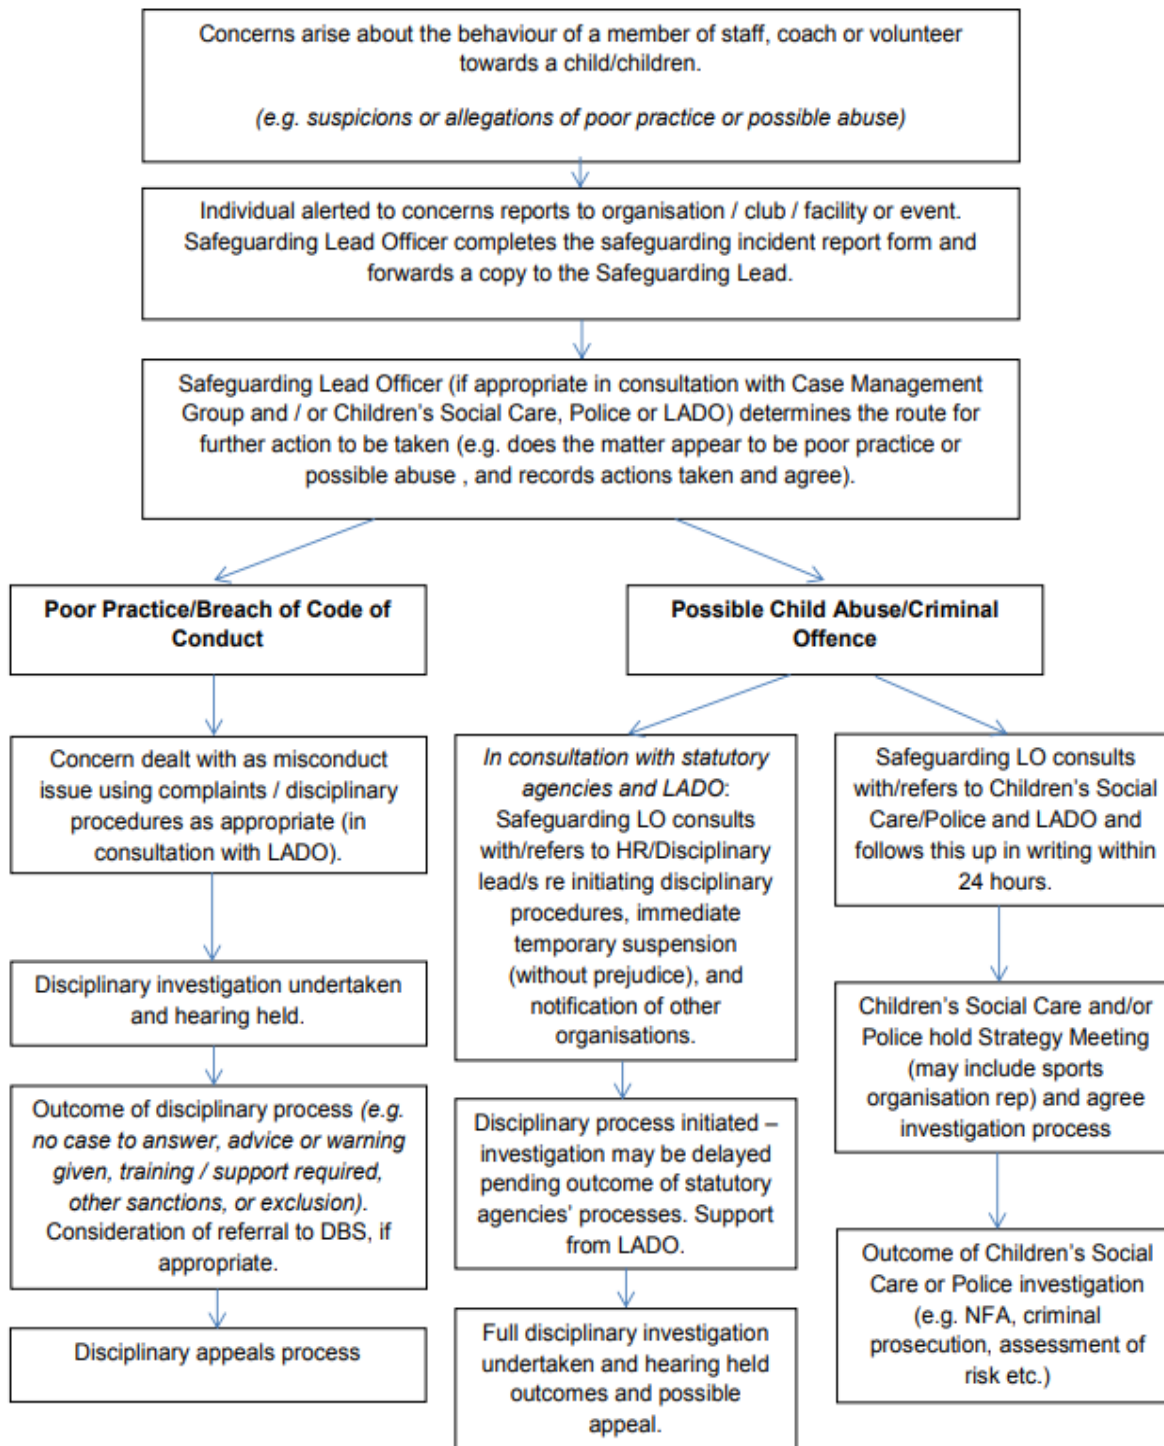 Concerns arise about the behaviour of a member of staff, coach or volunteer
towards a child/children.
(e.g. suspicions or allegations of poor practice or possible abuse)
Individual alerted to concerns reports to organisation / club / facility or event.
Safeguarding Lead Officer completes the safeguarding incident report form and
forwards a copy to the Safeguarding Lead.
Safeguarding Lead Officer (if appropriate in consultation with Case Management
Group and / or Children's Social Care, Police or LADO) determines the route for
further action to be taken (e.g. does the matter appear to be poor practice or
possible abuse , and records actions taken and agree).
Poor Practice/Breach of Code of
Conduct
Concern dealt with as misconduct
issue using complaints / disciplinary
procedures as appropriate (in
consultation with LADO).
Disciplinary investigation undertaken
and hearing held.
Outcome of disciplinary process (e.g.
no case to answer, advice or warning
given, training / support required,
other sanctions, or exclusion).
Consideration of referral to DBS, if
appropriate.
Disciplinary appeals process
Possible Child Abuse/Criminal
Offence
In consultation with statutory
agencies and LADO:
Safeguarding LO consults
with/refers to HR/Disciplinary
lead/s re initiating disciplinary
procedures, immediate
temporary suspension
(without prejudice), and
notification of other
organisations.
Disciplinary process initiated –
investigation may be delayed
pending outcome of statutory
agencies' processes. Support
from LADO.
Full disciplinary investigation
undertaken and hearing held
outcomes and possible
appeal.
Safeguarding LO consults
with/refers to Children's Social
Care/Police and LADO and
follows this up in writing within
24 hours.
Children's Social Care and/or
Police hold Strategy Meeting
(may include sports
organisation rep) and agree
investigation process
Outcome of Children's Social
Care or Police investigation
(e.g. NFA, criminal
prosecution, assessment of
risk etc.)